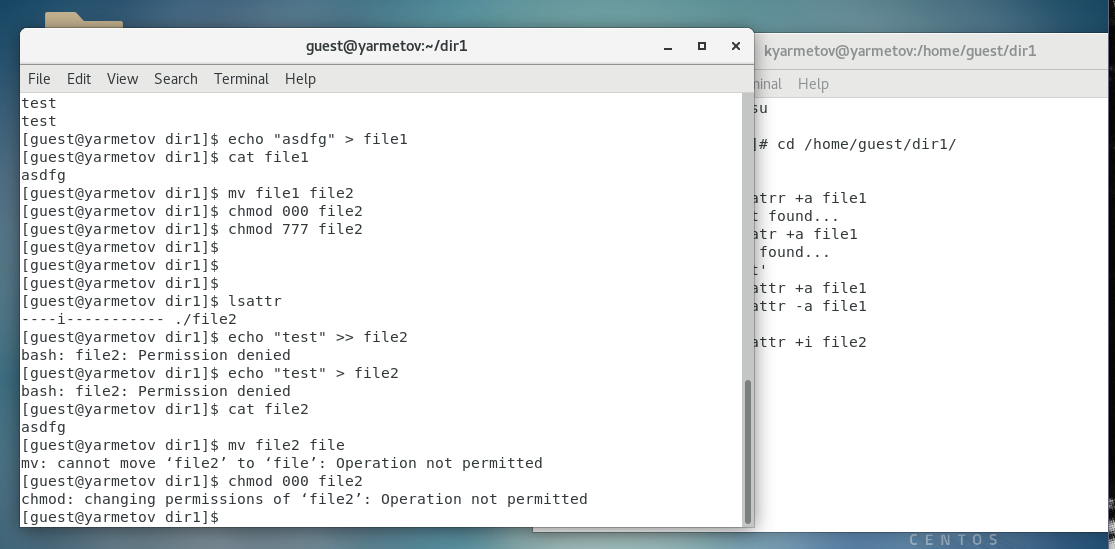 guest@yarmetov:~/dir1
File Edit View Search Terminal Help
test
test
[guest@yarmetov dir1]$ echo "asdfg" > file1
[guest@yarmetov dir1]$ cat file1
asdfg
[guest@yarmetov dir1]$ mv file1 file2
[guest@yarmetov dir1]$ chmod 000 file2
[guest@yarmetov dir1]$ chmod 777 file2
[guest@yarmetov dir1]$
[guest@yarmetov dir1]$
[guest@yarmetov dir1]$
[guest@yarmetov dir1]$ lsattr
----i----------- ./file2
[guest@yarmetov dir1]$ echo "test" >> file2
bash: file2: Permission denied
[guest@yarmetov dir1]$ echo "test" > file2
bash: file2: Permission denied
[guest@yarmetov dir1]$ cat file2
asdfg
[guest@yarmetov dir1]$ mv file2 file
mv: cannot move ‘file2’ to ‘file’: Operation not permitted
[guest@yarmetov dir1]$ chmod 000 file2
chmod: changing permissions of ‘file2’: Operation not permitted
[guest@yarmetov dir1]$
kyarmetov@yarmetov:/home/guest/dir1
minal Help
su
]# cd /home/guest/dir1/
atrr +a file1
t found...
atr +a file1
found...
t'
attr +a file1
attr -a file1
attr +i file2
CENTOS